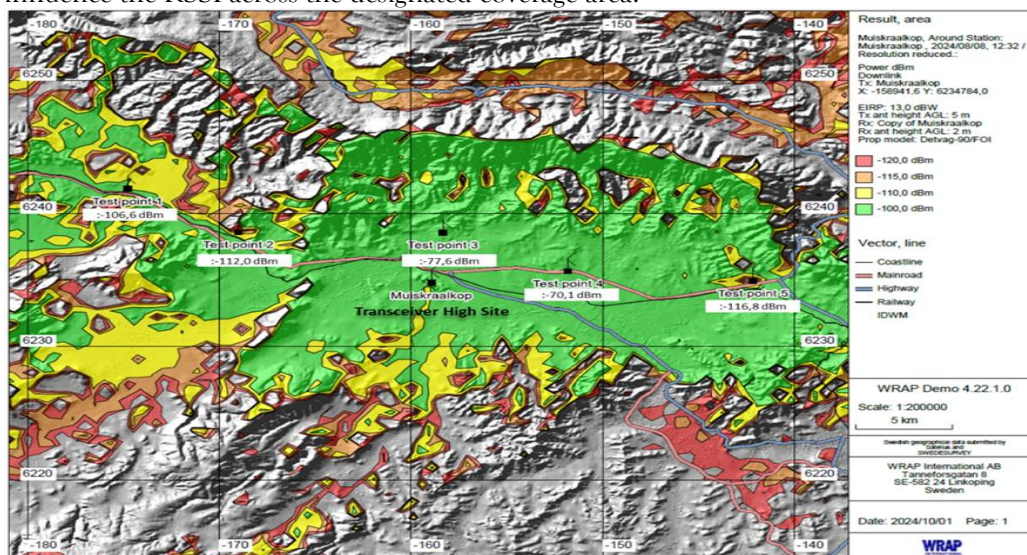 influence the RSSI across the designated coverage area.
-180
-170
-160
-150
-140
6250
6250
6240
6240
6230
6230
6220
6220
Test point 1
:-106,6 dBm
Test point 2
:-112,0 dBm
Test point 3
:-77,6 dBm
Test point 4
:-70,1 dBm
Test point 5
:-116,8 dBm
Muiskraalkop
Transceiver High Site
-180
-170
-160
-150
-140
Result, area
Muiskraalkop, Around Station:
Muiskraalkop , 2024/08/08, 12:32 /
Resolution reduced.:
Power dBm
Downlink
Tx: Muiskraalkop
X: -158941,6 Y: 6234784,0
EIRP: 13,0 dBW
Tx ant height AGL: 5 m
Rx: Copy of Muiskraalkop
Rx ant height AGL: 2 m
Prop model: Detvag-90/FOI
-120,0 dBm
-115,0 dBm
-110,0 dBm
-100,0 dBm
Vector, line
Coastline
Mainroad
Highway
Railway
IDWM
WRAP Demo 4.22.1.0
Scale: 1:200000
5 km
Swedish geographical data submitted by
SWEDESURVEY
WRAP International AB
Tanneforsgatan 8
SE-582 24 Linkoping
Sweden
Date: 2024/10/01 Page: 1
WRAP